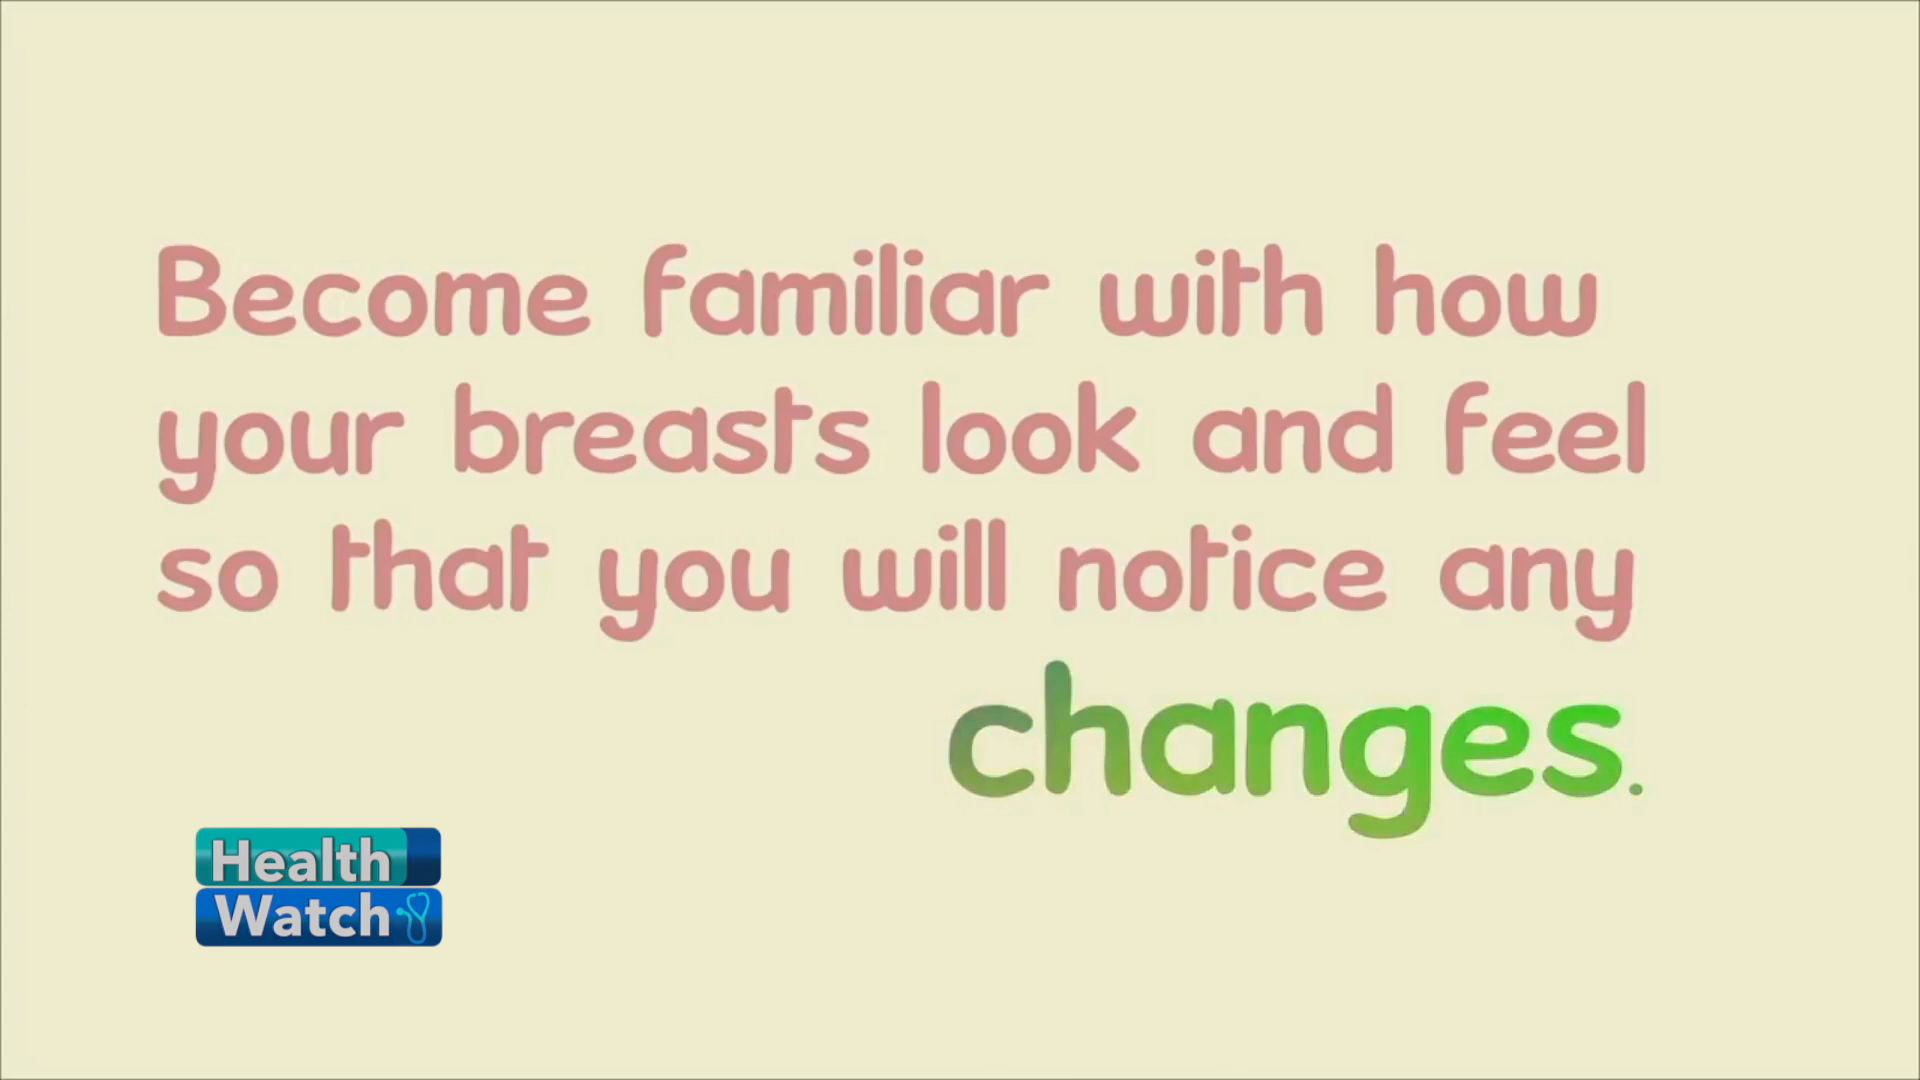 Become familiar with how
your breasts look and feel
so that you will notice any
changes.
Health
Watch